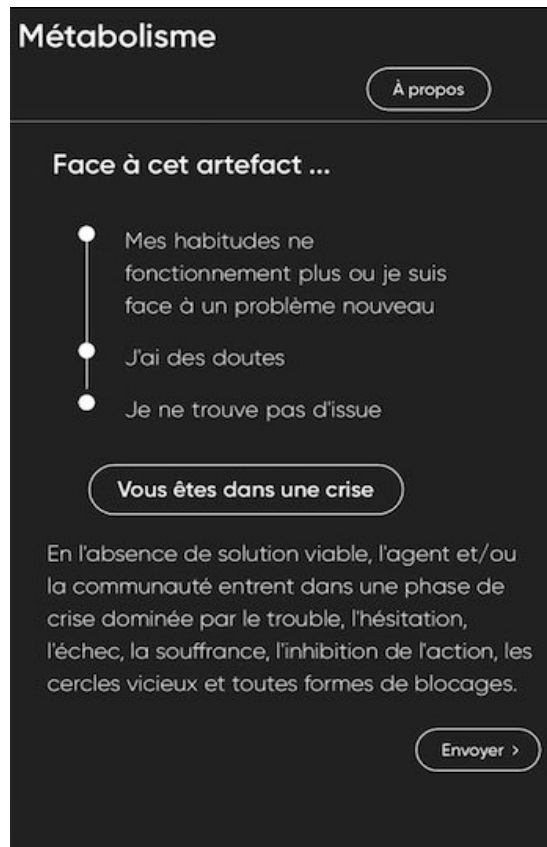 Métabolisme
À propos
Face à cet artefact ...
Mes habitudes ne
fonctionnement plus ou je suis
face à un problème nouveau
J'ai des doutes
Je ne trouve pas d'issue
Vous êtes dans une crise
En l'absence de solution viable, l'agent et/ou
la communauté entrent dans une phase de
crise dominée par le trouble, l'hésitation,
l'échec, la souffrance, l'inhibition de l'action, les
cercles vicieux et toutes formes de blocages.
Envoyer >